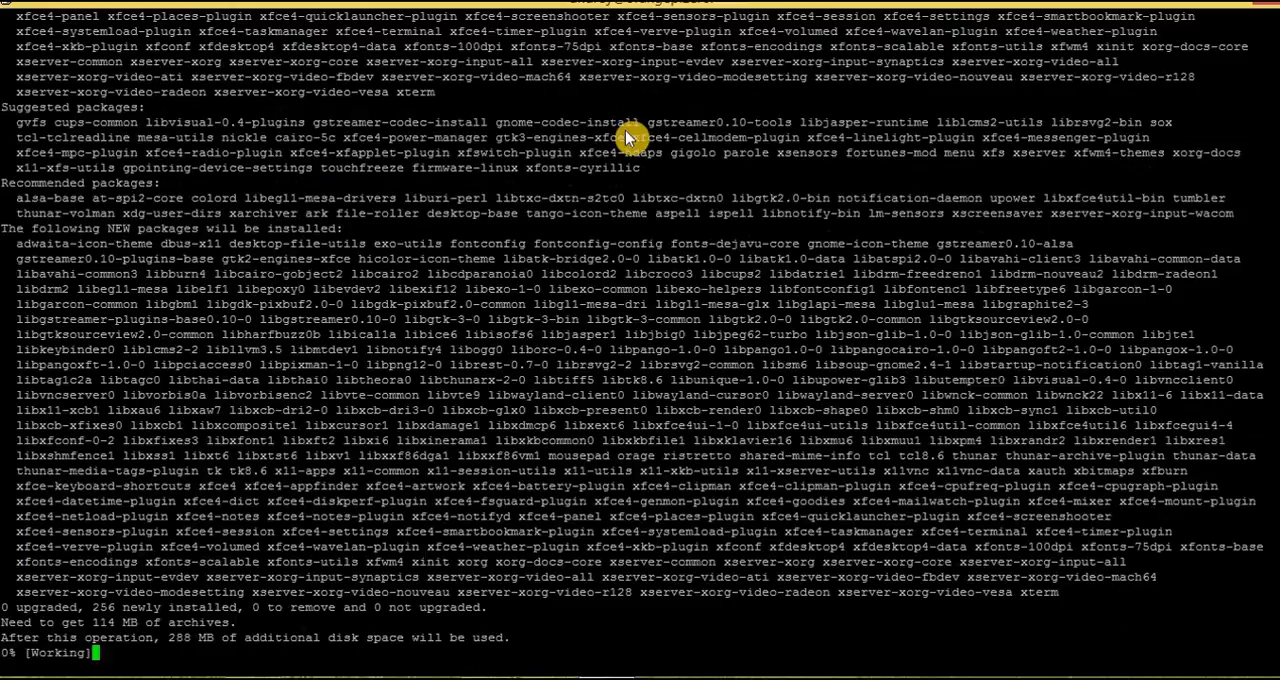 xfce4-panel xfce4-places-plugin xfce4-quicklauncher-plugin xfce4-screenshooter xfce4-sensors-plugin xfce4-session xfce4-settings xfce4-smartbookmark-plugin
xfce4-systemload-plugin xfce4-taskmanager xfce4-terminal xfce4-timer-plugin xfce4-verve-plugin xfce4-volumed xfce4-wavelan-plugin xfce4-weather-plugin
xfce4-xkb-plugin xfconf xfdesktop4 xfdesktop4-data xfonts-100dpi xfonts-75dpi xfonts-base xfonts-encodings xfonts-scalable xfonts-utils xfwm4 xinit xorg-docs-core
xserver-common xserver-xorg xserver-xorg-core xserver-xorg-input-all xserver-xorg-input-evdev xserver-xorg-input-synaptics xserver-xorg-video-all
xserver-xorg-video-ati xserver-xorg-video-fbdev xserver-xorg-video-mach64 xserver-xorg-video-modesetting xserver-xorg-video-nouveau xserver-xorg-video-r128
xserver-xorg-video-radeon xserver-xorg-video-vesa xterm
Suggested packages:
gvfs cups-common libvisual-0.4-plugins gstreamer-codec-install gnome-codec-install gstreamer0.10-tools libjasper-runtime liblcms2-utils librsvg2-bin sox
tcl-tclreadline mesa-utils nickle cairo-5c xfce4-power-manager gtk3-engines-xfce xfce4-cellmodem-plugin xfce4-linelight-plugin xfce4-messenger-plugin
xfce4-mpc-plugin xfce4-radio-plugin xfce4-xfapplet-plugin xfswitch-plugin xfce4-hdaps gigolo parole xsensors fortunes-mod menu xfs xserver xfwm4-themes xorg-docs
x11-xfs-utils gpointing-device-settings touchfreeze firmware-linux xfonts-cyrillic
Recommended packages:
alsa-base at-spi2-core colord libegl1-mesa-drivers liburi-perl libtxc-dxtn-s2tc0 libtxc-dxtn0 libgtk2.0-bin notification-daemon upower libxfce4util-bin tumbler
thunar-volman xdg-user-dirs xarchiver ark file-roller desktop-base tango-icon-theme aspell ispell libnotify-bin lm-sensors xscreensaver xserver-xorg-input-wacom
The following NEW packages will be installed:
adwaita-icon-theme dbus-x11 desktop-file-utils exo-utils fontconfig fontconfig-config fonts-dejavu-core gnome-icon-theme gstreamer0.10-alsa
gstreamer0.10-plugins-base gtk2-engines-xfce hicolor-icon-theme libatk-bridge2.0-0 libatk1.0-0 libatk1.0-data libatspi2.0-0 libavahi-client3 libavahi-common-data
libavahi-common3 libburn4 libcairo-gobject2 libcairo2 libcdparanoia0 libcolord2 libcroco3 libcups2 libdatrie1 libdrm-freedreno1 libdrm-nouveau2 libdrm-radeon1
libdrm2 libegl1-mesa libelf1 libepoxy0 libevdev2 libexif12 libexo-1-0 libexo-common libexo-helpers libfontconfig1 libfontenc1 libfreetype6 libgarcon-1-0
libgarcon-common libgbm1 libgdk-pixbuf2.0-0 libgdk-pixbuf2.0-common libgl1-mesa-dri libgl1-mesa-glx libglapi-mesa libglu1-mesa libgraphite2-3
libgstreamer-plugins-base0.10-0 libgstreamer0.10-0 libgtk-3-0 libgtk-3-bin libgtk-3-common libgtk2.0-0 libgtk2.0-common libgtksourceview2.0-0
libgtksourceview2.0-common libharfbuzz0b libical1a libice6 libisofs6 libjasper1 libjbig0 libjpeg62-turbo libjson-glib-1.0-0 libjson-glib-1.0-common libjte1
libkeybinder0 liblcms2-2 libllvm3.5 libmtdev1 libnotify4 libogg0 liborc-0.4-0 libpango-1.0-0 libpango1.0-0 libpangocairo-1.0-0 libpangoft2-1.0-0 libpangox-1.0-0
libpangoxft-1.0-0 libpciaccess0 libpixman-1-0 libpng12-0 librest-0.7-0 librsvg2-2 librsvg2-common libsm6 libsoup-gnome2.4-1 libstartup-notification0 libtag1-vanilla
libtag1c2a libtagc0 libthai-data libthai0 libtheora0 libthunarx-2-0 libtiff5 libtk8.6 libunique-1.0-0 libupower-glib3 libutempter0 libvisual-0.4-0 libvncclient0
libvncserver0 libvorbis0a libvorbisenc2 libvte-common libvte9 libwayland-client0 libwayland-cursor0 libwayland-server0 libwnck-common libwnck22 libx11-6 libx11-data
libx11-xcb1 libxau6 libxaw7 libxcb-dri2-0 libxcb-dri3-0 libxcb-glx0 libxcb-present0 libxcb-render0 libxcb-shape0 libxcb-shm0 libxcb-sync1 libxcb-util0
libxcb-xfixes0 libxcb1 libxcomposite1 libxcursor1 libxdamage1 libxdmcp6 libxext6 libxfce4ui-1-0 libxfce4ui-utils libxfce4util-common libxfce4util6 libxfcegui4-4
libxfconf-0-2 libxfixes3 libxfont1 libxft2 libxi6 libxinerama1 libxkbcommon0 libxkbfile1 libxklavier16 libxmu6 libxmuu1 libxpm4 libxrandr2 libxrender1 libxres1
libxshmfence1 libxss1 libxt6 libxtst6 libxv1 libxxf86dga1 libxxf86vm1 mousepad orage ristretto shared-mime-info tcl tcl8.6 thunar thunar-archive-plugin thunar-data
thunar-media-tags-plugin tk tk8.6 x11-apps x11-common x11-session-utils x11-utils x11-xkb-utils x11-xserver-utils x11vnc x11vnc-data xauth xbitmaps xfburn
xfce-keyboard-shortcuts xfce4 xfce4-appfinder xfce4-artwork xfce4-battery-plugin xfce4-clipman xfce4-clipman-plugin xfce4-cpufreq-plugin xfce4-cpugraph-plugin
xfce4-datetime-plugin xfce4-dict xfce4-diskperf-plugin xfce4-fsguard-plugin xfce4-genmon-plugin xfce4-goodies xfce4-mailwatch-plugin xfce4-mixer xfce4-mount-plugin
xfce4-netload-plugin xfce4-notes xfce4-notes-plugin xfce4-notifyd xfce4-panel xfce4-places-plugin xfce4-quicklauncher-plugin xfce4-screenshooter
xfce4-sensors-plugin xfce4-session xfce4-settings xfce4-smartbookmark-plugin xfce4-systemload-plugin xfce4-taskmanager xfce4-terminal xfce4-timer-plugin
xfce4-verve-plugin xfce4-volumed xfce4-wavelan-plugin xfce4-weather-plugin xfce4-xkb-plugin xfconf xfdesktop4 xfdesktop4-data xfonts-100dpi xfonts-75dpi xfonts-base
xfonts-encodings xfonts-scalable xfonts-utils xfwm4 xinit xorg xorg-docs-core xserver-common xserver-xorg xserver-xorg-core xserver-xorg-input-all
xserver-xorg-input-evdev xserver-xorg-input-synaptics xserver-xorg-video-all xserver-xorg-video-ati xserver-xorg-video-fbdev xserver-xorg-video-mach64
xserver-xorg-video-modesetting xserver-xorg-video-nouveau xserver-xorg-video-r128 xserver-xorg-video-radeon xserver-xorg-video-vesa xterm
0 upgraded, 256 newly installed, 0 to remove and 0 not upgraded.
Need to get 114 MB of archives.
After this operation, 288 MB of additional disk space will be used.
0% [Working]